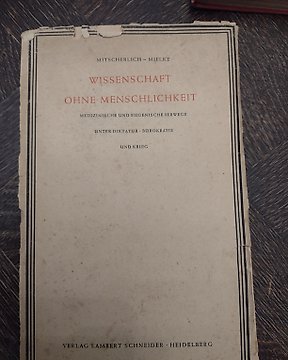 MITSCHERLICH – MIELKE
WISSENSCHAFT
OHNE MENSCHLICHKEIT
MEDIZINISCHE UND EUGENISCHE IRRWEGE
UNTER DIKTATUR · BÜROKRATIE
UND KRIEG
VERLAG LAMBERT SCHNEIDER · HEIDELBERG